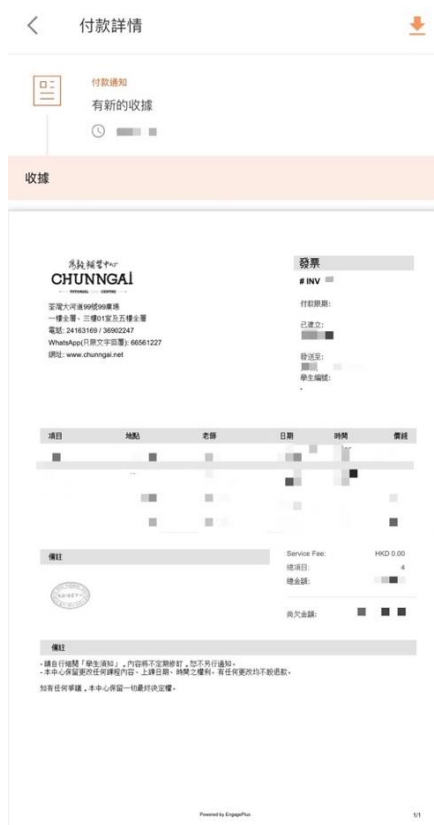 付款詳情
付款通知
有新的收據
收據
CHUNNGAI
TUTORIAL CENTRE
荃灣大河道99號99廣場
一樓全層、三樓01室及五樓全層
電話: 24163169 / 36902247
WhatsApp(只限文字回覆): 66561227
網址: www.chunngai.net
發票
# INV
付款限期:
已建立:
發送至:
學生編號:
-
項目 地點 老師 日期 時間 價錢
備註
Service Fee: HKD 0.00
總項目: 4
總金額:
尚欠金額:
備註
- 請自行細閱「學生須知」，內容將不定期修訂，恕不另行通知。
- 本中心保留更改任何課程內容、上課日期、時間之權利。有任何更改均不設退款。
如有任何爭議，本中心保留一切最終決定權。
Powered by EngagePlus 1/1